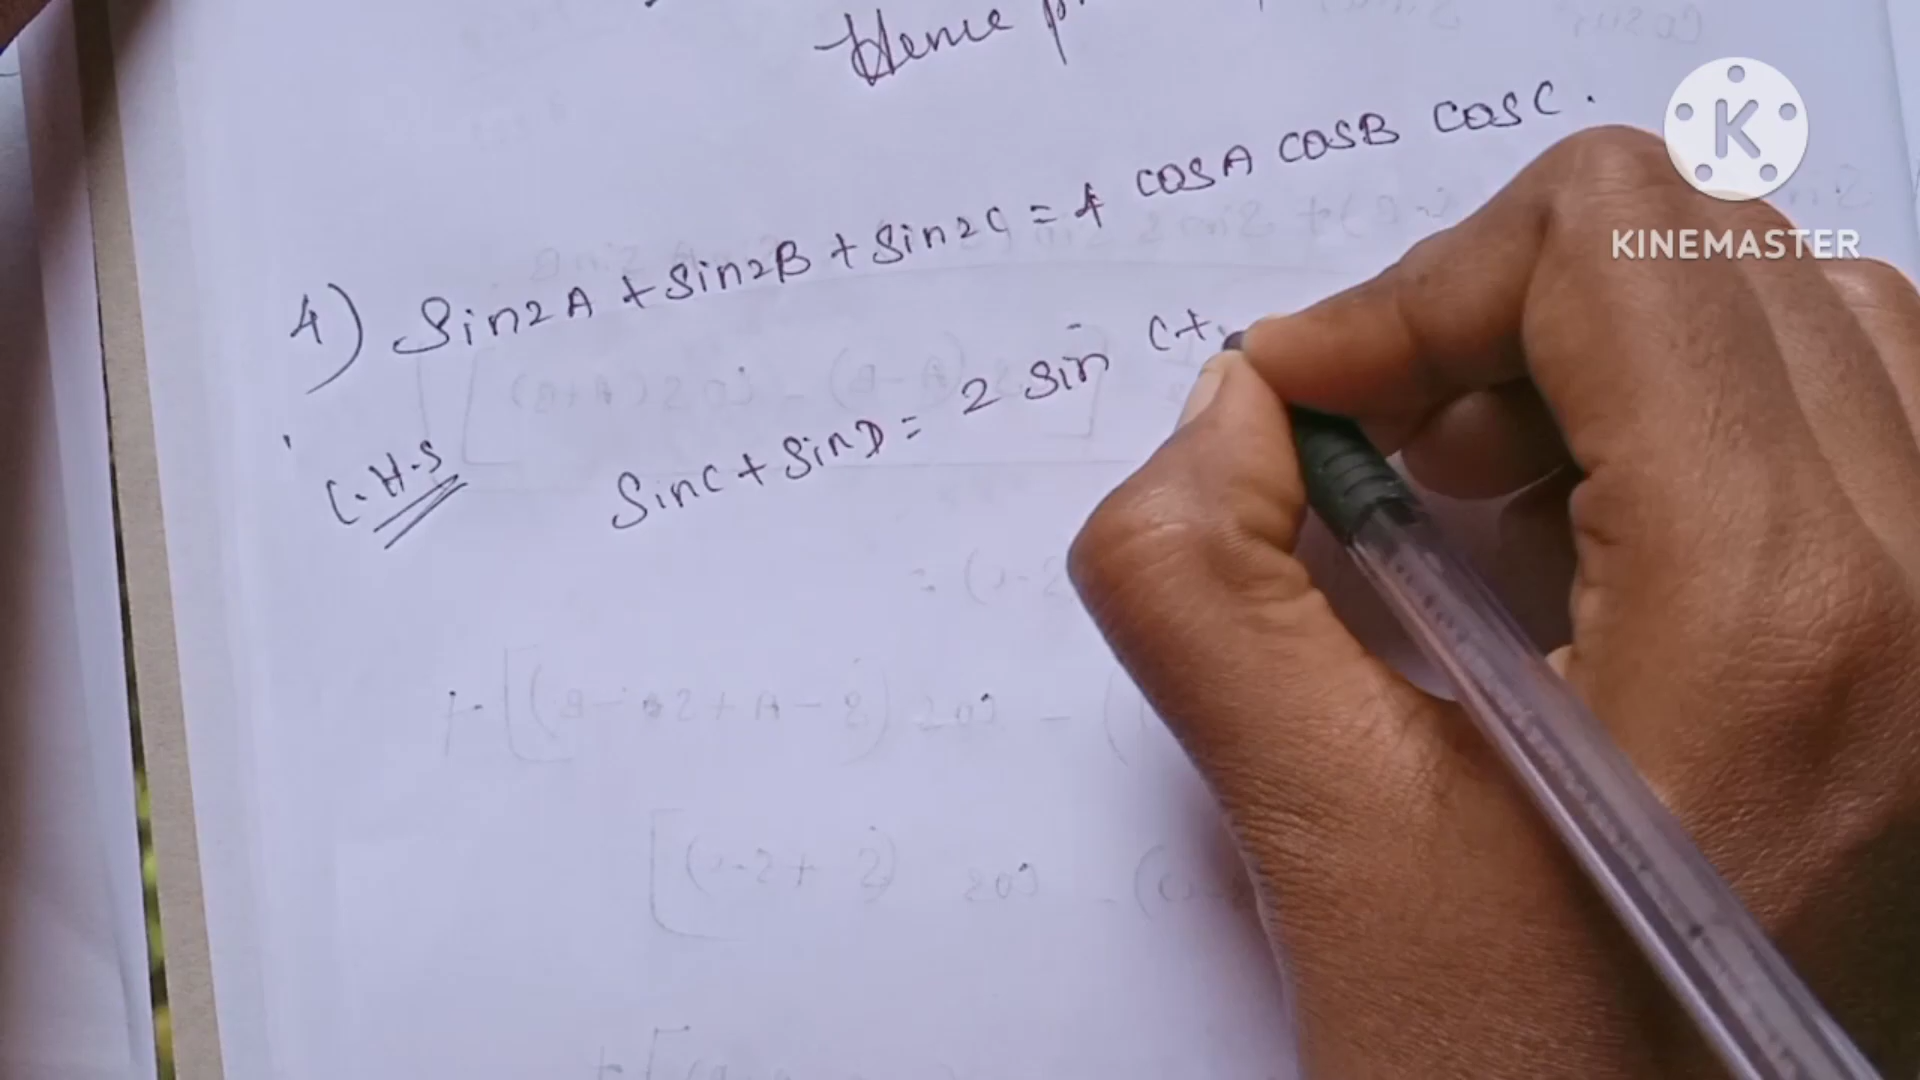 Hence
4) Sin2A + Sin2B + Sin2C = 4 cosA cosB cosC.
L.H.S Sinc + SinD = 2 Sin C+
K
KINEMASTER